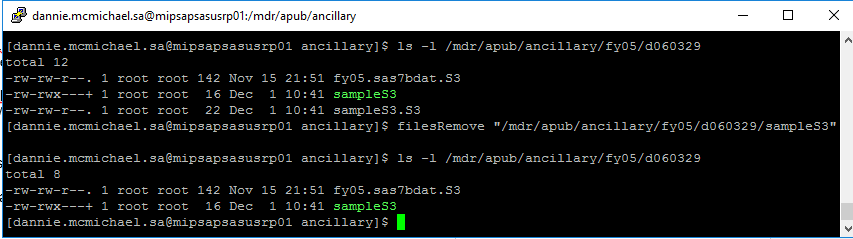 dannie.mcmichael.sa@mipsapsasusrp01:/mdr/apub/ancillary
[dannie.mcmichael.sa@mipsapsasusrp01 ancillary]$ ls -l /mdr/apub/ancillary/fy05/d060329
total 12
-rw-rw-r--. 1 root root 142 Nov 15 21:51 fy05.sas7bdat.S3
-rw-rwx---+ 1 root root  16 Dec  1 10:41 sampleS3
-rw-rw-r--. 1 root root  22 Dec  1 10:41 sampleS3.S3
[dannie.mcmichael.sa@mipsapsasusrp01 ancillary]$ filesRemove "/mdr/apub/ancillary/fy05/d060329/sampleS3"
[dannie.mcmichael.sa@mipsapsasusrp01 ancillary]$ ls -l /mdr/apub/ancillary/fy05/d060329
total 8
-rw-rw-r--. 1 root root 142 Nov 15 21:51 fy05.sas7bdat.S3
-rw-rwx---+ 1 root root  16 Dec  1 10:41 sampleS3
[dannie.mcmichael.sa@mipsapsasusrp01 ancillary]$